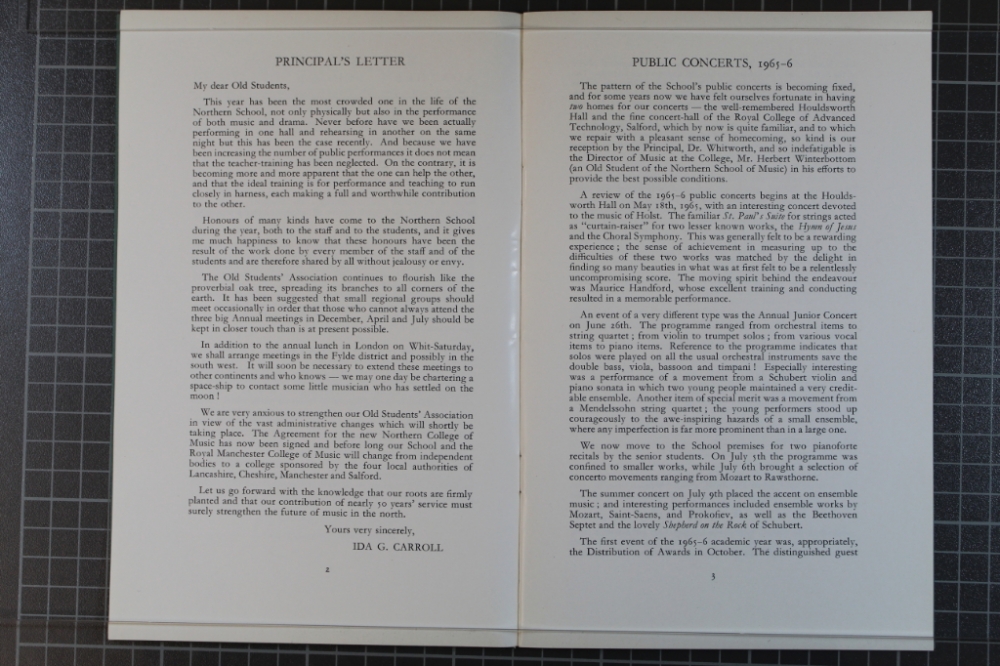 PRINCIPAL'S LETTER
My dear Old Students,
This year has been the most crowded one in the life of the
Northern School, not only physically but also in the performance
of both music and drama. Never before have we been actually
performing in one hall and rehearsing in another on the same
night but this has been the case recently. And because we have
been increasing the number of public performances it does not mean
that the teacher-training has been neglected. On the contrary, it is
becoming more and more apparent that the one can help the other,
and that the ideal training is for performance and teaching to run
closely in harness, each making a full and worthwhile contribution
to the other.
Honours of many kinds have come to the Northern School
during the year, both to the staff and to the students, and it gives
me much happiness to know that these honours have been the
result of the work done by every member of the staff and of the
students and are therefore shared by all without jealousy or envy.
The Old Students' Association continues to flourish like the
proverbial oak tree, spreading its branches to all corners of the
earth. It has been suggested that small regional groups should
meet occasionally in order that those who cannot always attend the
three big Annual meetings in December, April and July should be
kept in closer touch than is at present possible.
In addition to the annual lunch in London on Whit-Saturday,
we shall arrange meetings in the Fylde district and possibly in the
south west. It will soon be necessary to extend these meetings to
other continents and who knows — we may one day be chartering a
space-ship to contact some little musician who has settled on the
moon !
We are very anxious to strengthen our Old Students' Association
in view of the vast administrative changes which will shortly be
taking place. The Agreement for the new Northern College of
Music has now been signed and before long our School and the
Royal Manchester College of Music will change from independent
bodies to a college sponsored by the four local authorities of
Lancashire, Cheshire, Manchester and Salford.
Let us go forward with the knowledge that our roots are firmly
planted and that our contribution of nearly 50 years' service must
surely strengthen the future of music in the north.
Yours very sincerely,
IDA G. CARROLL
2
PUBLIC CONCERTS, 1965-6
The pattern of the School's public concerts is becoming fixed,
and for some years now we have felt ourselves fortunate in having
two homes for our concerts — the well-remembered Houldsworth
Hall and the fine concert-hall of the Royal College of Advanced
Technology, Salford, which by now is quite familiar, and to which
we repair with a pleasant sense of homecoming, so kind is our
reception by the Principal, Dr. Whitworth, and so indefatigable is
the Director of Music at the College, Mr. Herbert Winterbottom
(an Old Student of the Northern School of Music) in his efforts to
provide the best possible conditions.
A review of the 1965-6 public concerts begins at the Houlds-
worth Hall on May 18th, 1965, with an interesting concert devoted
to the music of Holst. The familiar St. Paul's Suite for strings acted
as "curtain-raiser" for two lesser known works, the Hymn of Jesus
and the Choral Symphony. This was generally felt to be a rewarding
experience ; the sense of achievement in measuring up to the
difficulties of these two works was matched by the delight in
finding so many beauties in what was at first felt to be a relentlessly
uncompromising score. The moving spirit behind the endeavour
was Maurice Handford, whose excellent training and conducting
resulted in a memorable performance.
An event of a very different type was the Annual Junior Concert
on June 26th. The programme ranged from orchestral items to
string quartet ; from violin to trumpet solos ; from various vocal
items to piano items. Reference to the programme indicates that
solos were played on all the usual orchestral instruments save the
double bass, viola, bassoon and timpani ! Especially interesting
was a performance of a movement from a Schubert violin and
piano sonata in which two young people maintained a very credit-
able ensemble. Another item of special merit was a movement from
a Mendelssohn string quartet ; the young performers stood up
courageously to the awe-inspiring hazards of a small ensemble,
where any imperfection is far more prominent than in a large one.
We now move to the School premises for two pianoforte
recitals by the senior students. On July 5th the programme was
confined to smaller works, while July 6th brought a selection of
concerto movements ranging from Mozart to Rawsthorne.
The summer concert on July 9th placed the accent on ensemble
music ; and interesting performances included ensemble works by
Mozart, Saint-Saens, and Prokofiev, as well as the Beethoven
Septet and the lovely Shepherd on the Rock of Schubert.
The first event of the 1965-6 academic year was, appropriately,
the Distribution of Awards in October. The distinguished guest
3